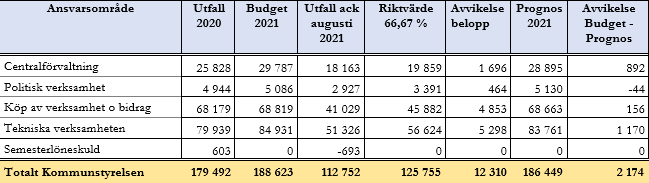 Ansvarsområde Utfall 2020 Budget 2021 Utfall ack augusti 2021 Riktvärde 66,67 % Avvikelse belopp Prognos 2021 Avvikelse Budget - Prognos
Centralförvaltning 25 828 29 787 18 163 19 859 1 696 28 895 892
Politisk verksamhet 4 944 5 086 2 927 3 391 464 5 130 -44
Köp av verksamhet o bidrag 68 179 68 819 41 029 45 882 4 853 68 663 156
Tekniska verksamheten 79 939 84 931 51 326 56 624 5 298 83 761 1 170
Semesterlöneskuld 603 0 -693 0 0 0 0
Totalt Kommunstyrelsen 179 492 188 623 112 752 125 755 12 310 186 449 2 174